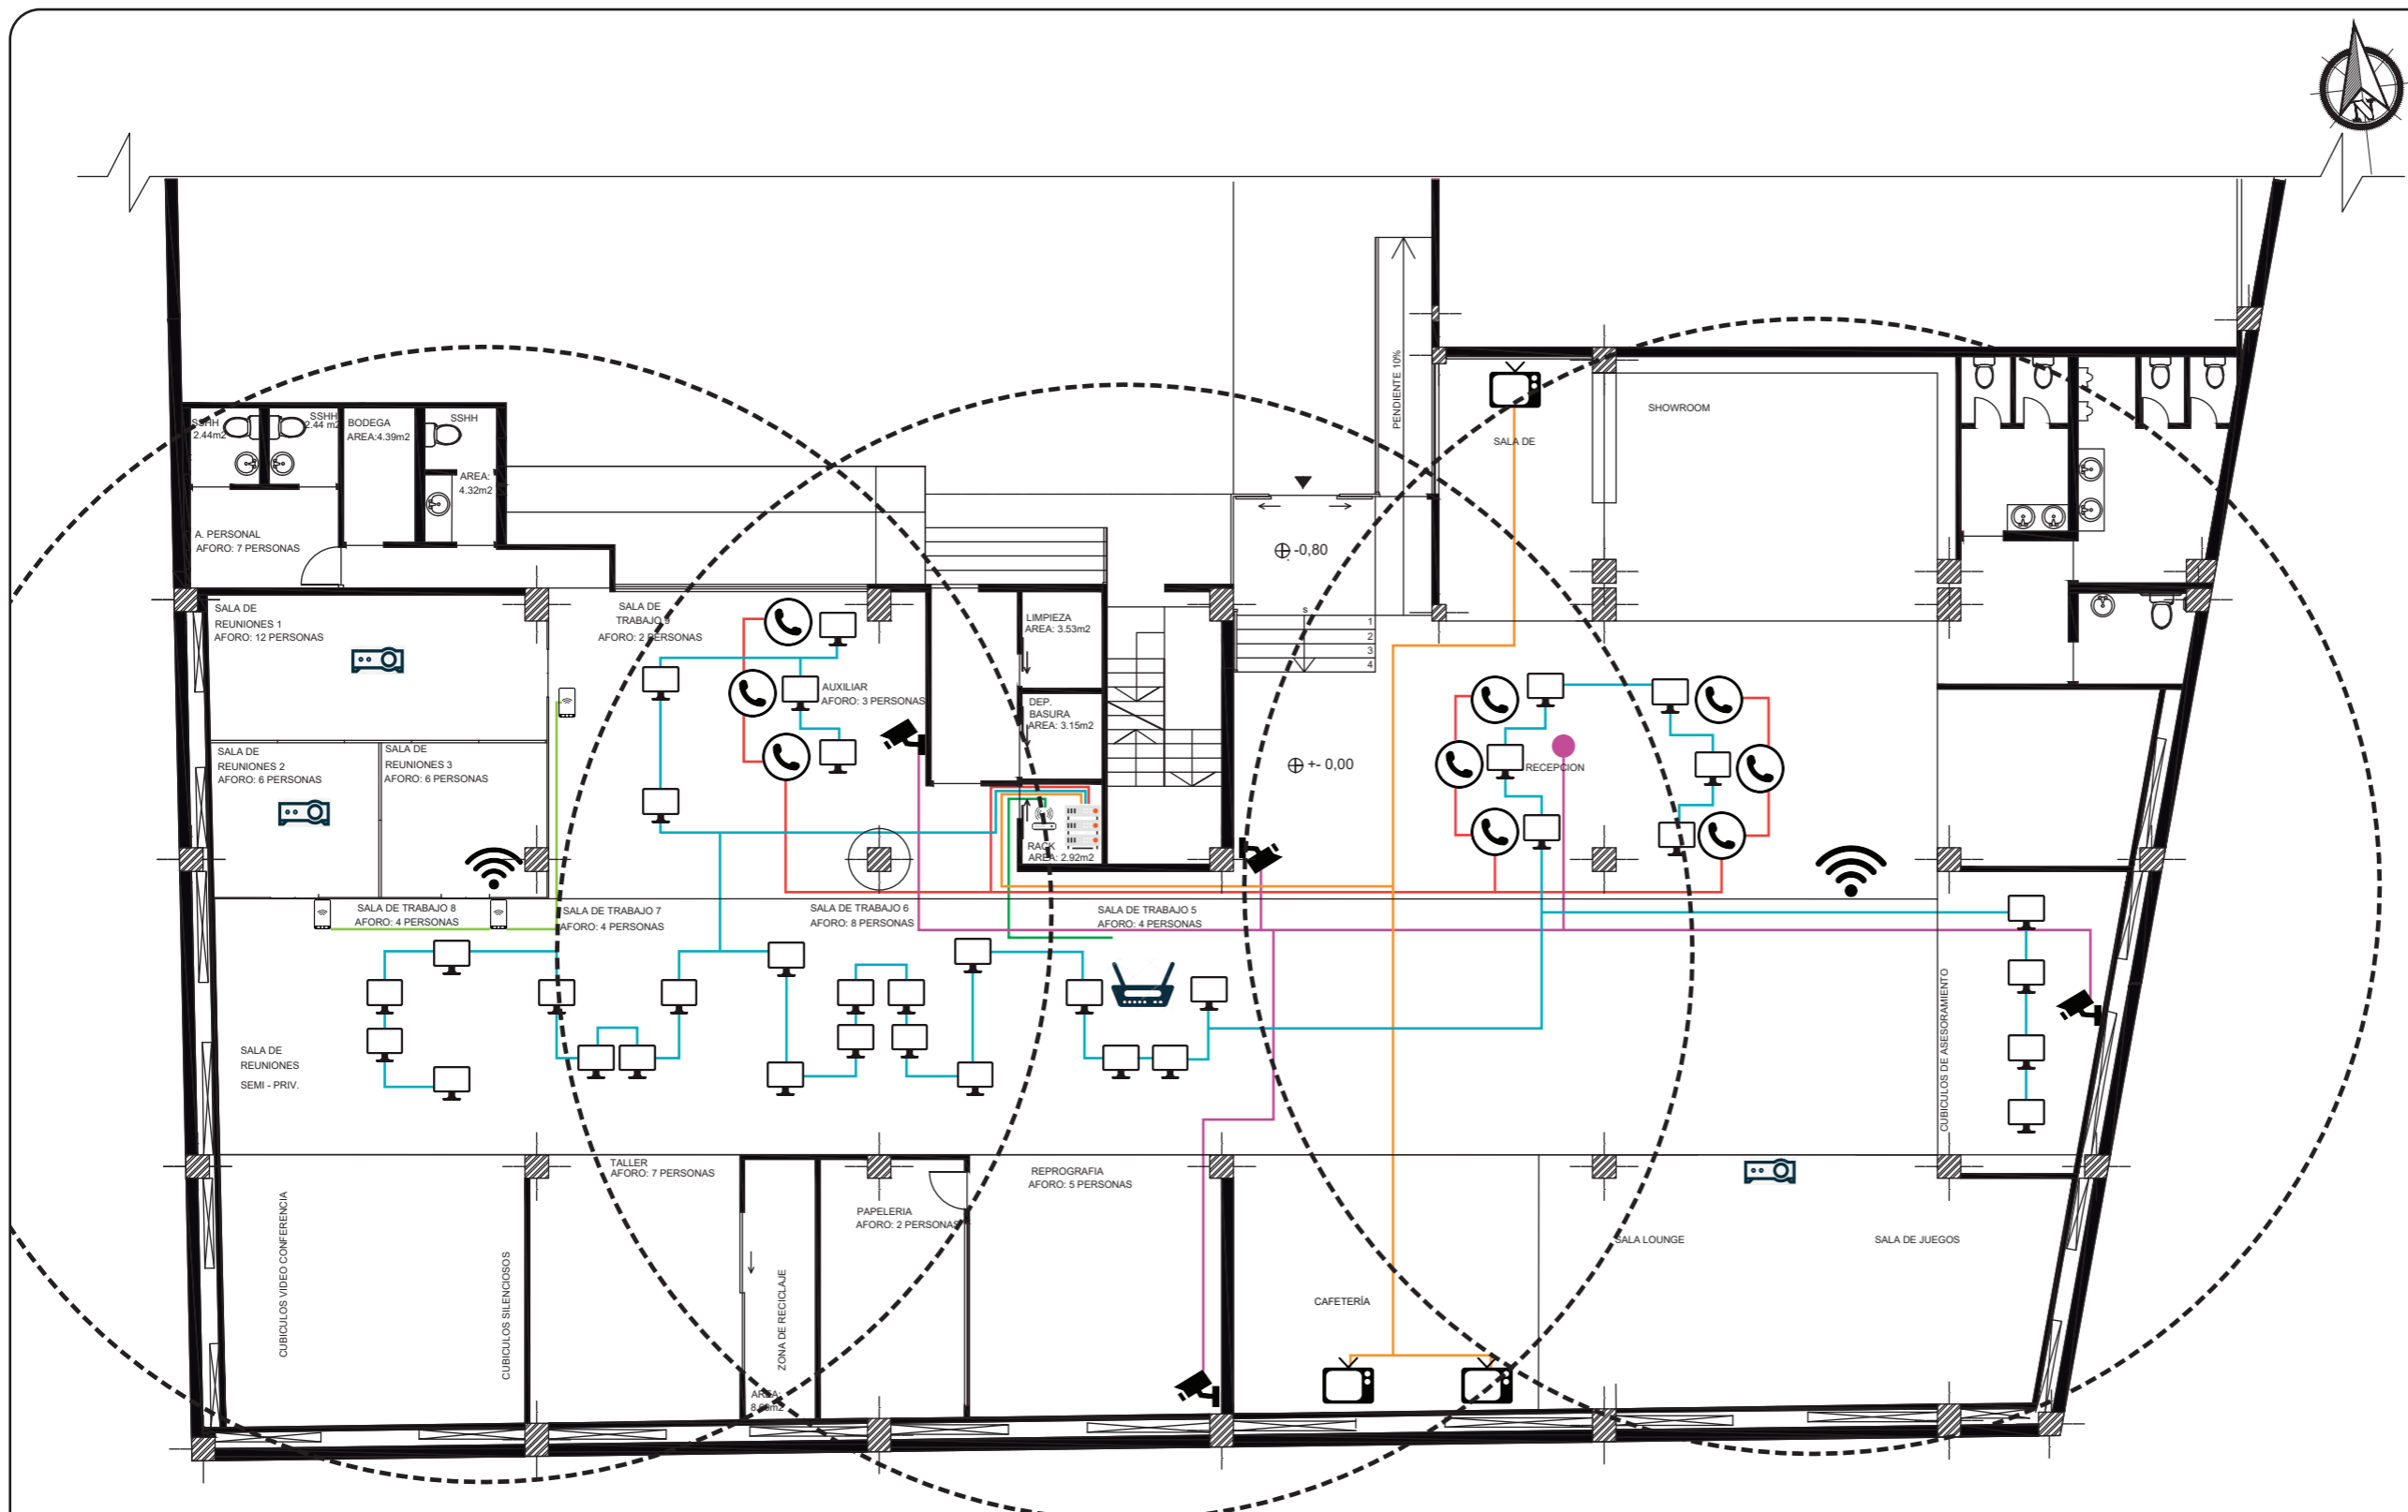 PENDIENTE 10%
SHOWROOM
SALA DE
SSHH
2.44m2
SSHH
2.44 m2
BODEGA
AREA:4.39m2
SSHH
AREA:
4.32m2
A. PERSONAL
AFORO: 7 PERSONAS
-0,80
SALA DE
REUNIONES 1
AFORO: 12 PERSONAS
SALA DE
TRABAJO 9
AFORO: 2 PERSONAS
LIMPIEZA
AREA: 3.53m2
s
1
2
3
4
AUXILIAR
AFORO: 3 PERSONAS
DEP.
BASURA
AREA: 3.15m2
SALA DE
REUNIONES 2
AFORO: 6 PERSONAS
SALA DE
REUNIONES 3
AFORO: 6 PERSONAS
+- 0,00
RECEPCION
RACK
AREA: 2.92m2
SALA DE TRABAJO 8
AFORO: 4 PERSONAS
SALA DE TRABAJO 7
AFORO: 4 PERSONAS
SALA DE TRABAJO 6
AFORO: 8 PERSONAS
SALA DE TRABAJO 5
AFORO: 4 PERSONAS
CUBICULOS DE ASESORAMIENTO
SALA DE
REUNIONES
SEMI - PRIV.
TALLER
AFORO: 7 PERSONAS
REPROGRAFIA
AFORO: 5 PERSONAS
PAPELERIA
AFORO: 2 PERSONAS
CUBICULOS VIDEO CONFERENCIA
CUBICULOS SILENCIOSOS
ZONA DE RECICLAJE
AREA:
SALA LOUNGE
SALA DE JUEGOS
CAFETERÍA